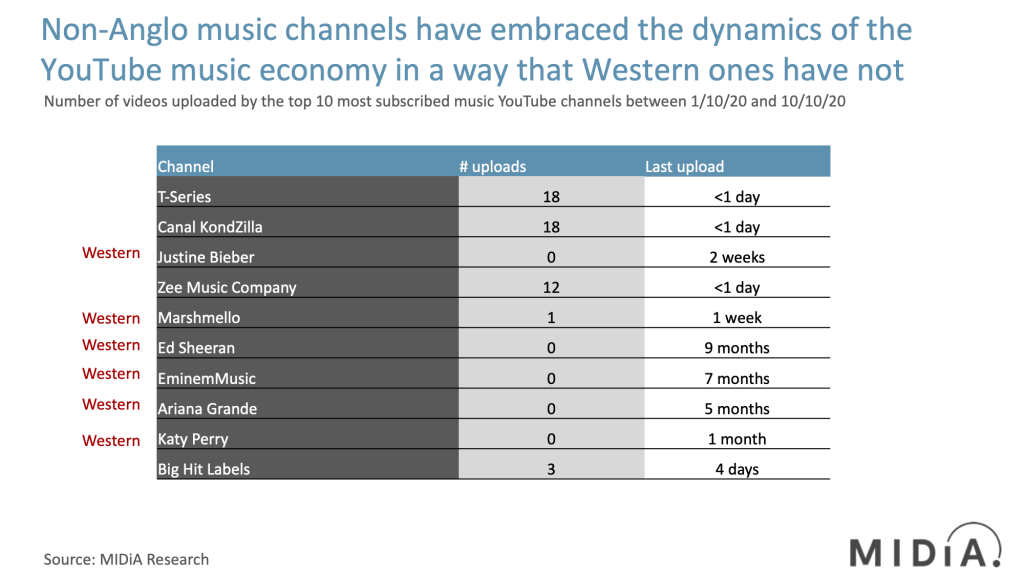 Non-Anglo music channels have embraced the dynamics of the
YouTube music economy in a way that Western ones have not
Number of videos uploaded by the top 10 most subscribed music YouTube channels between 1/10/20 and 10/10/20
Channel # uploads Last upload
T-Series 18 <1 day
Canal KondZilla 18 <1 day
Western Justine Bieber 0 2 weeks
Zee Music Company 12 <1 day
Western Marshmello 1 1 week
Western Ed Sheeran 0 9 months
Western EminemMusic 0 7 months
Western Ariana Grande 0 5 months
Western Katy Perry 0 1 month
Big Hit Labels 3 4 days
Source: MIDiA Research
MIDiA.